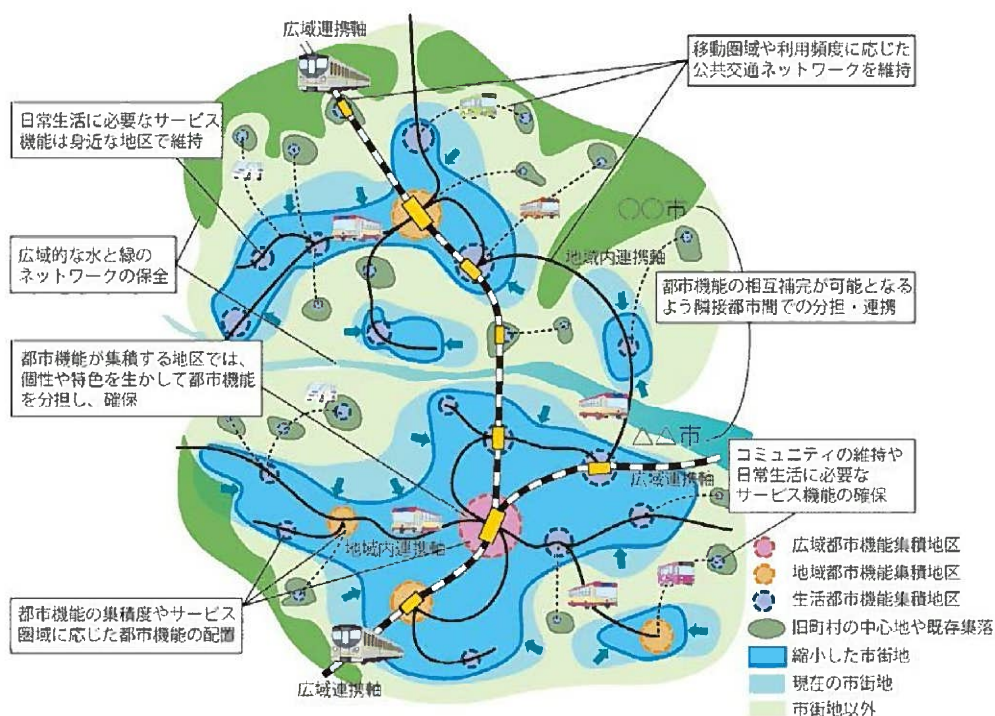 広域連携軸
移動圏域や利用頻度に応じた
公共交通ネットワークを維持
日常生活に必要なサービス
機能は身近な地区で維持
○○市
広域的な水と緑の
ネットワークの保全
地域内連携軸
都市機能の相互補完が可能となる
よう隣接都市間での分担・連携
都市機能が集積する地区では、
個性や特色を生かして都市機能
を分担し、確保
△△市
広域連携軸
コミュニティの維持や
日常生活に必要な
サービス機能の確保
地域内連携軸
都市機能の集積度やサービス
圏域に応じた都市機能の配置
広域連携軸
広域都市機能集積地区
地域都市機能集積地区
生活都市機能集積地区
旧町村の中心地や既存集落
縮小した市街地
現在の市街地
市街地以外